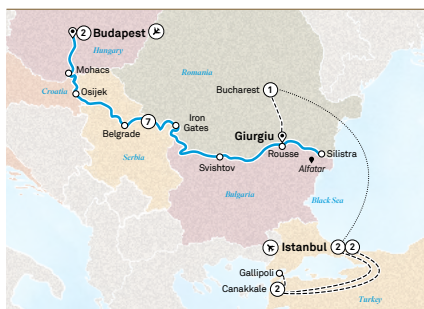 2 Budapest
Hungary
Mohacs
Romania
Croatia
Osijek
Bucharest 1
7
Iron
Gates
Belgrade
Giurgiu
Serbia
Rousse
Silistra
Svishtov
Alfatar
Bulgaria
Black Sea
Istanbul 2 2
Gallipoli
Canakkale 2
Turkey